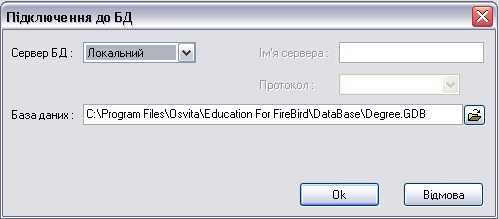 Підключення до БД
Сервер БД : Локальний Ім'я сервера :
Протокол :
База даних : C:\Program Files\Osvita\Education For FireBird\DataBase\Degree.GDB
Ok Відмова